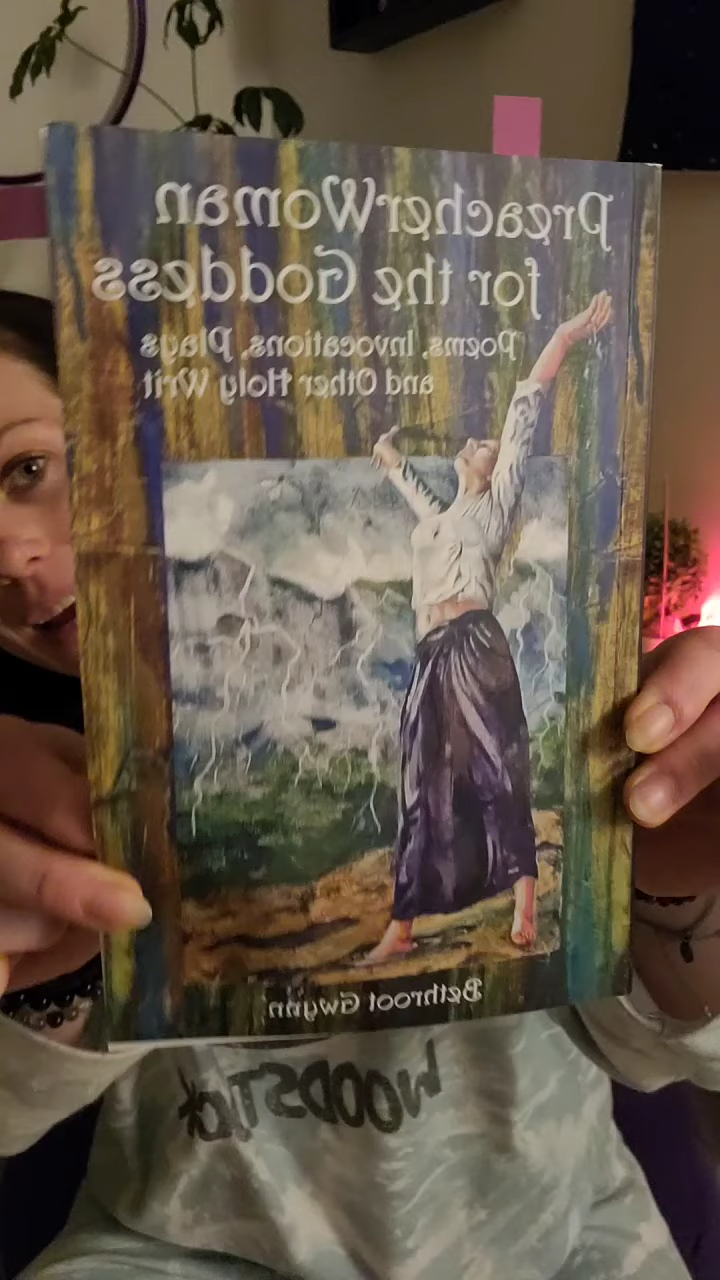 PreacherWoman
for the Goddess
Poems, Invocations, Plays
and Other Holy Writ
Bethroot Gwynn
WOODSTOCK